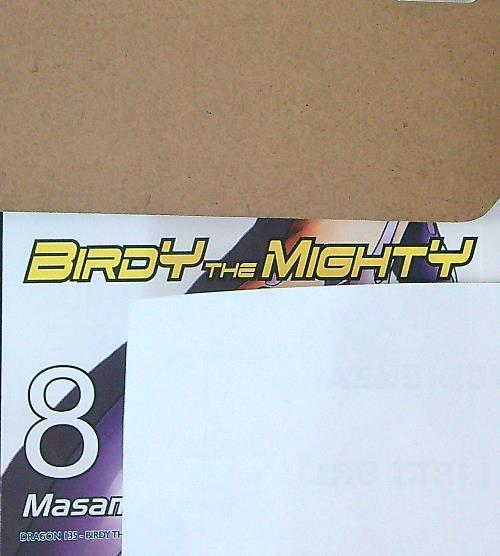 BIRDY THE MIGHTY
8
Masam
DRAGON 135 - BIRDY TH